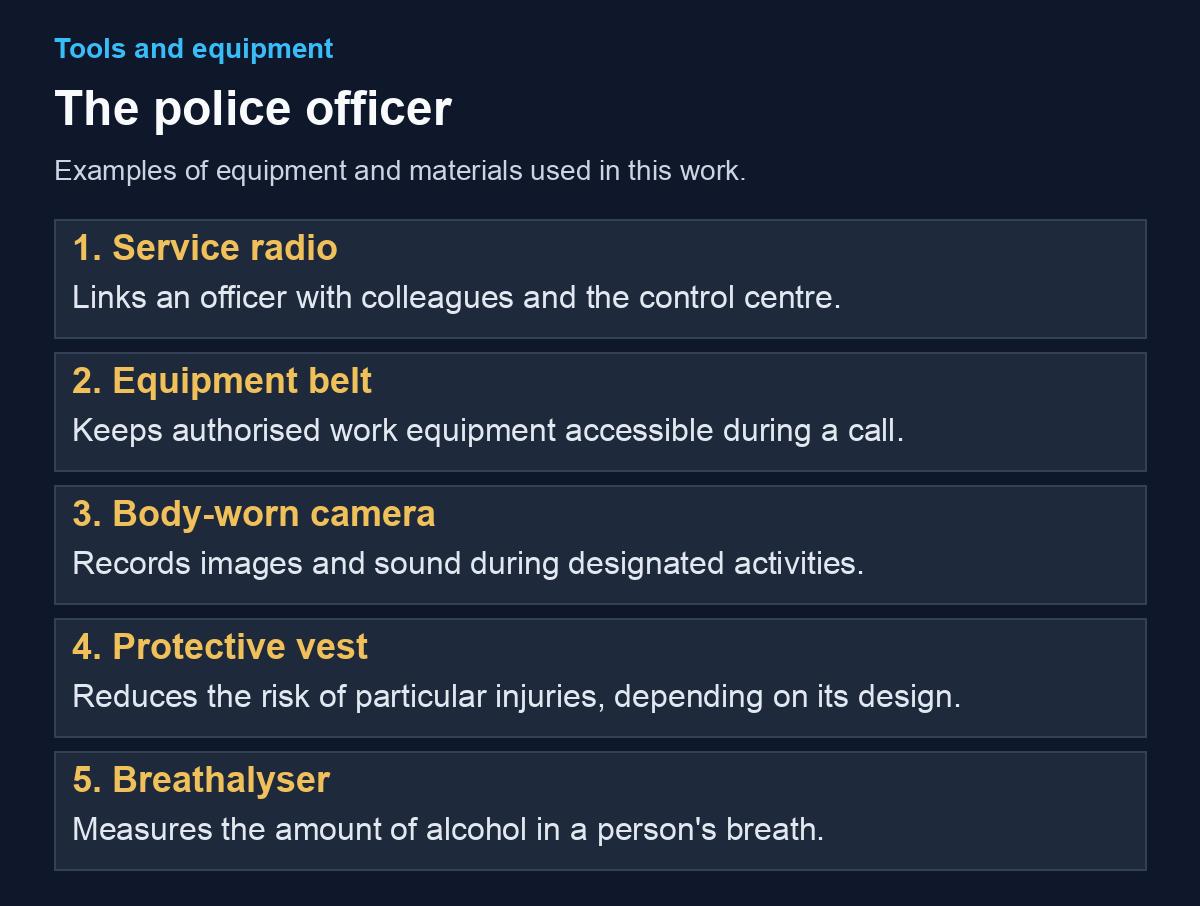 Tools and equipment
The police officer
Examples of equipment and materials used in this work.
1. Service radio
Links an officer with colleagues and the control centre.
2. Equipment belt
Keeps authorised work equipment accessible during a call.
3. Body-worn camera
Records images and sound during designated activities.
4. Protective vest
Reduces the risk of particular injuries, depending on its design.
5. Breathalyser
Measures the amount of alcohol in a person's breath.